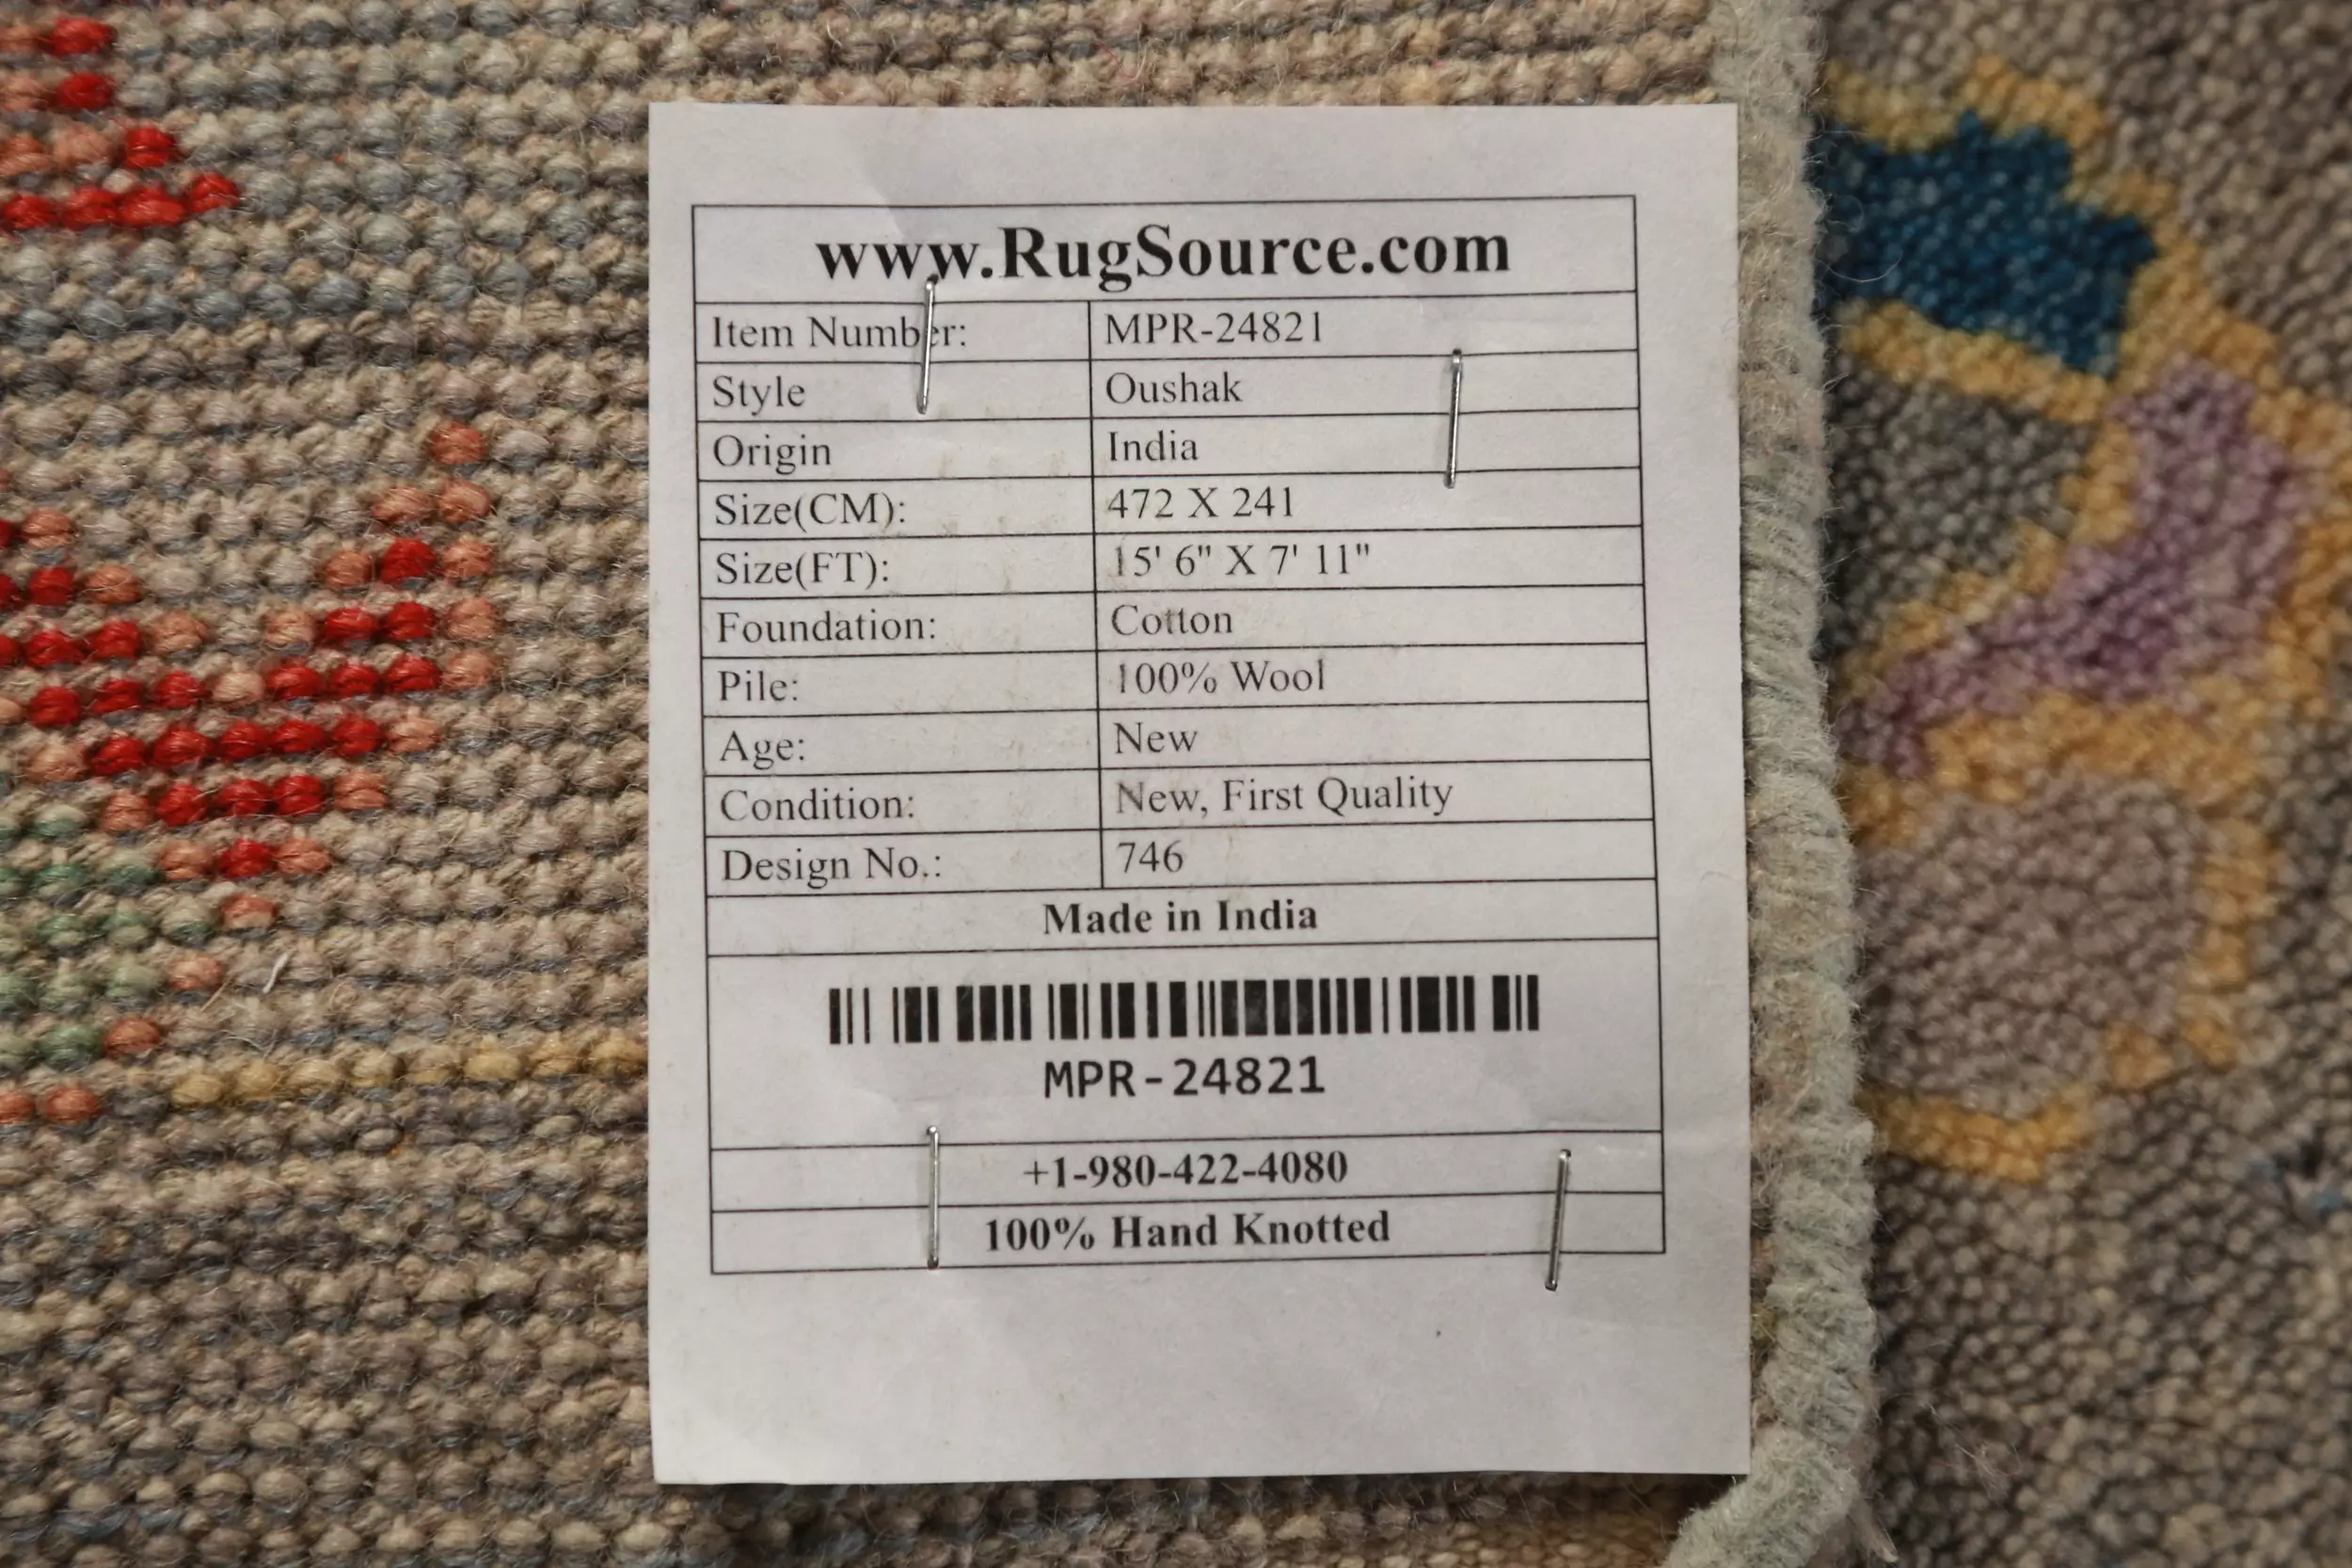 www.RugSource.com
Item Number: MPR-24821
Style Oushak
Origin India
Size(CM): 472 X 241
Size(FT): 15' 6" X 7' 11"
Foundation: Cotton
Pile: 100% Wool
Age: New
Condition: New, First Quality
Design No.: 746
Made in India
MPR-24821
+1-980-422-4080
100% Hand Knotted